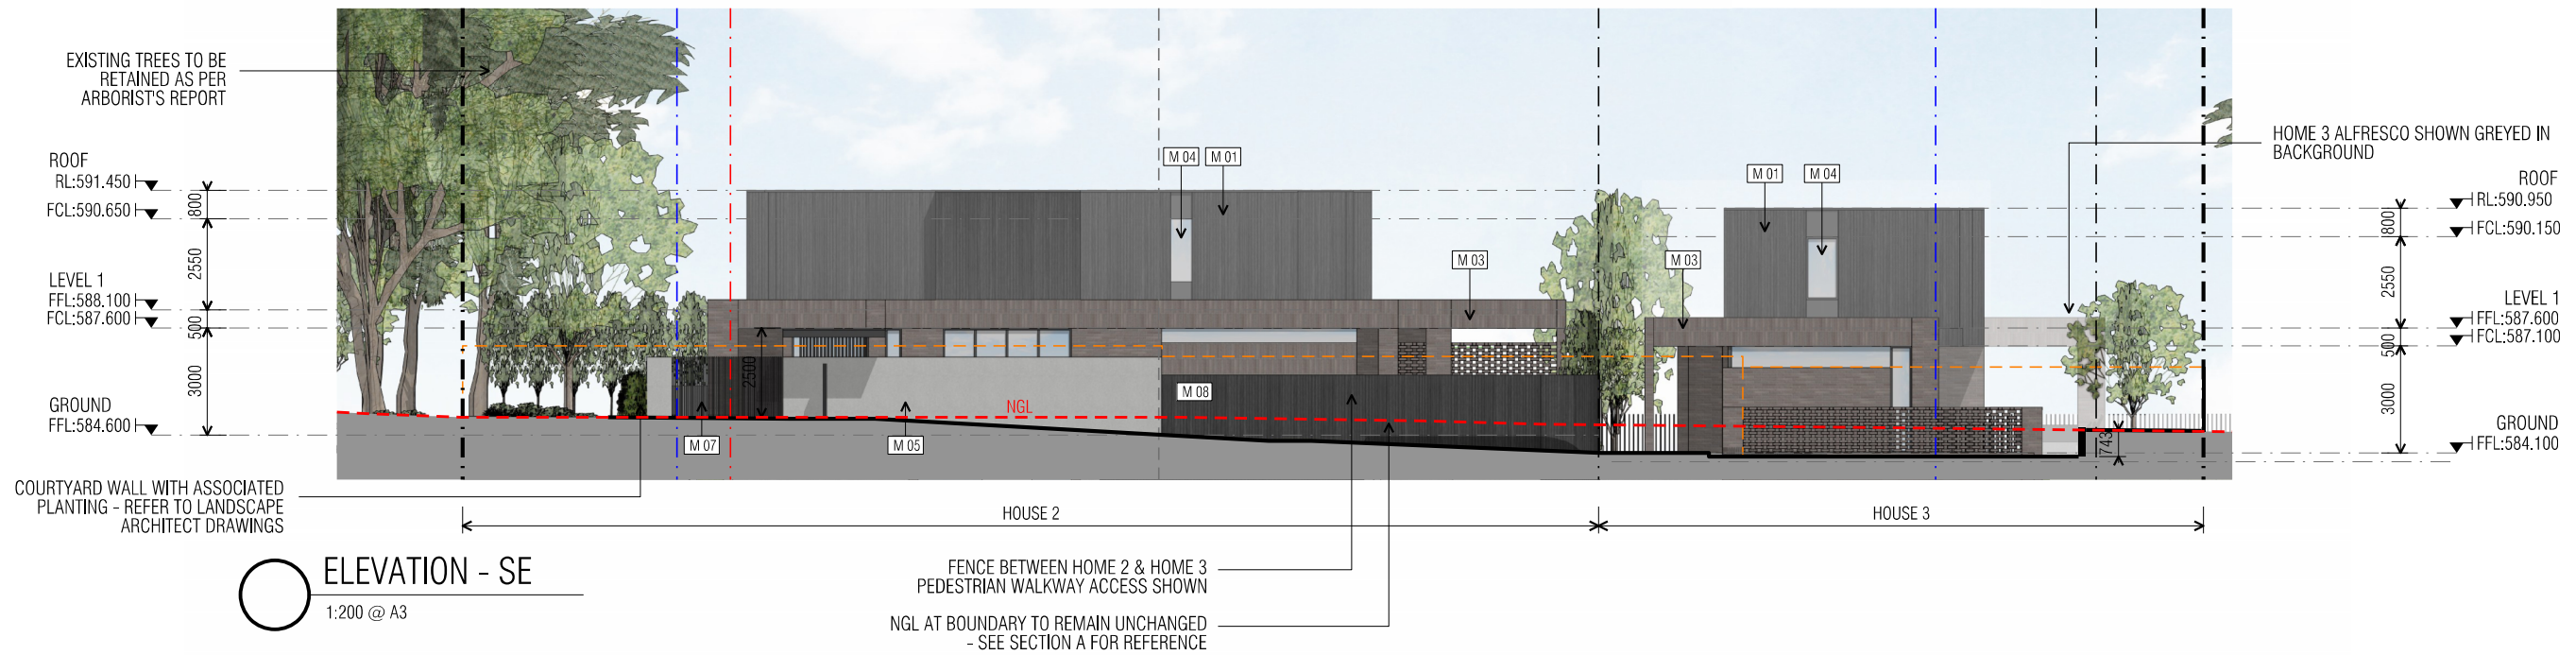 EXISTING TREES TO BE
RETAINED AS PER
ARBORIST'S REPORT
ROOF
RL:591.450
FCL:590.650
LEVEL 1
FFL:588.100
FCL:587.600
GROUND
FFL:584.600
800
2550
500
3000
COURTYARD WALL WITH ASSOCIATED
PLANTING - REFER TO LANDSCAPE
ARCHITECT DRAWINGS
M 04
M 01
M 03
2500
M 08
NGL
M 07
M 05
M 01
M 04
M 03
HOME 3 ALFRESCO SHOWN GREYED IN
BACKGROUND
ROOF
RL:590.950
FCL:590.150
LEVEL 1
FFL:587.600
FCL:587.100
GROUND
FFL:584.100
800
2550
500
3000
743
HOUSE 2
HOUSE 3
FENCE BETWEEN HOME 2 & HOME 3
PEDESTRIAN WALKWAY ACCESS SHOWN
NGL AT BOUNDARY TO REMAIN UNCHANGED
- SEE SECTION A FOR REFERENCE
ELEVATION - SE
1:200 @ A3